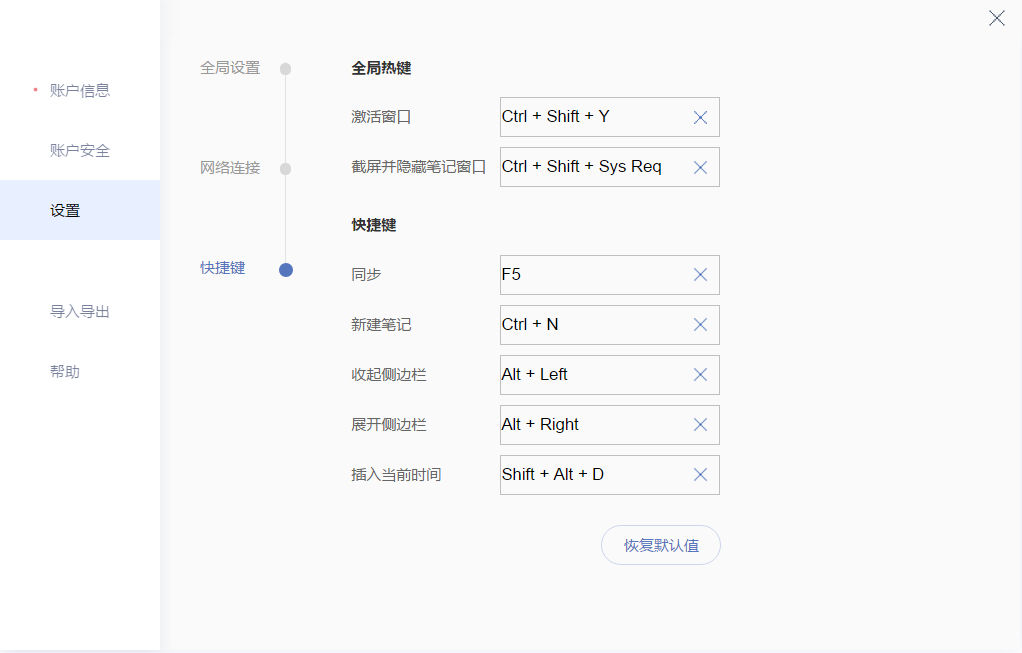 账户信息
账户安全
设置
导入导出
帮助
全局设置
网络连接
快捷键
全局热键
激活窗口 Ctrl + Shift + Y
截屏并隐藏笔记窗口 Ctrl + Shift + Sys Req
快捷键
同步 F5
新建笔记 Ctrl + N
收起侧边栏 Alt + Left
展开侧边栏 Alt + Right
插入当前时间 Shift + Alt + D
恢复默认值